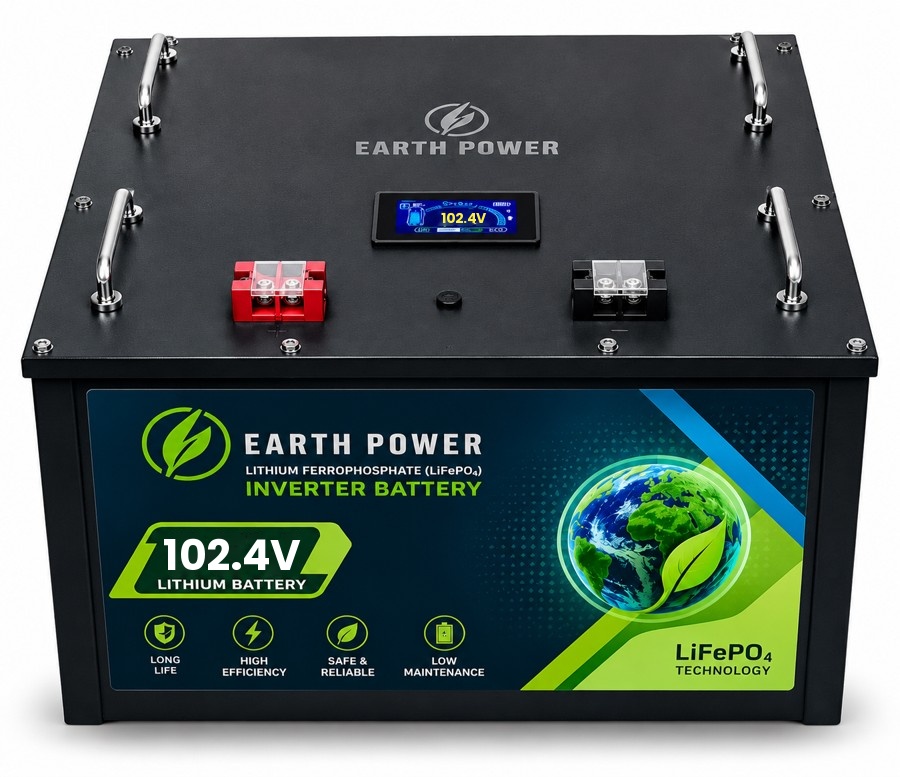 EARTH POWER
102.4V
EARTH POWER
LITHIUM FERROPHOSPHATE (LiFePO₄)
INVERTER BATTERY
102.4V
LITHIUM BATTERY
LONG LIFE
HIGH EFFICIENCY
SAFE & RELIABLE
LOW MAINTENANCE
LiFePO₄
TECHNOLOGY